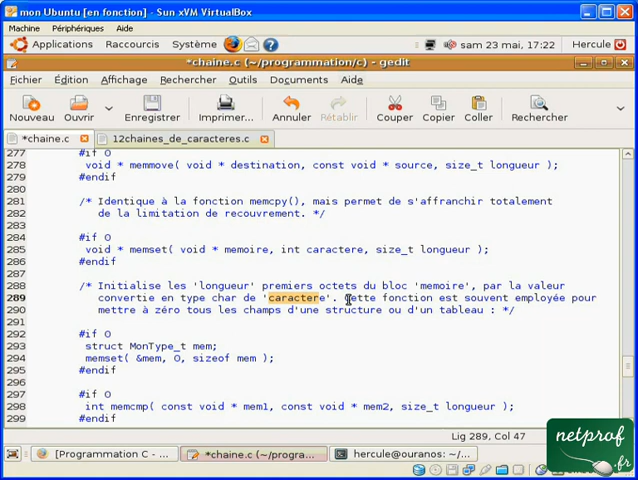 mon Ubuntu [en fonction] - Sun xVM VirtualBox
Machine Périphériques Aide
Applications Raccourcis Système sam 23 mai, 17:22 Hercule
*chaine.c (~/programmation/c) - gedit
Fichier Édition Affichage Rechercher Outils Documents Aide
Nouveau Ouvrir Enregistrer Imprimer... Annuler Rétablir Couper Copier Coller Rechercher
*chaine.c 12chaines_de_caracteres.c
277 #if 0
278 void * memmove( void * destination, const void * source, size_t longueur );
279 #endif
280
281 /* Identique à la fonction memcpy(), mais permet de s'affranchir totalement
282 de la limitation de recouvrement. */
283
284 #if 0
285 void * memset( void * memoire, int caractere, size_t longueur );
286 #endif
287
288 /* Initialise les 'longueur' premiers octets du bloc 'memoire', par la valeur
289 convertie en type char de 'caractere'. Cette fonction est souvent employée pour
290 mettre à zéro tous les champs d'une structure ou d'un tableau : */
291
292 #if 0
293 struct MonType_t mem;
294 memset( &mem, 0, sizeof mem );
295 #endif
296
297 #if 0
298 int memcmp( const void * mem1, const void * mem2, size_t longueur );
299 #endif
Lig 289, Col 47
[Programmation C - ... *chaine.c (~/progra... hercule@ouranos: ~/...
netprof
.fr